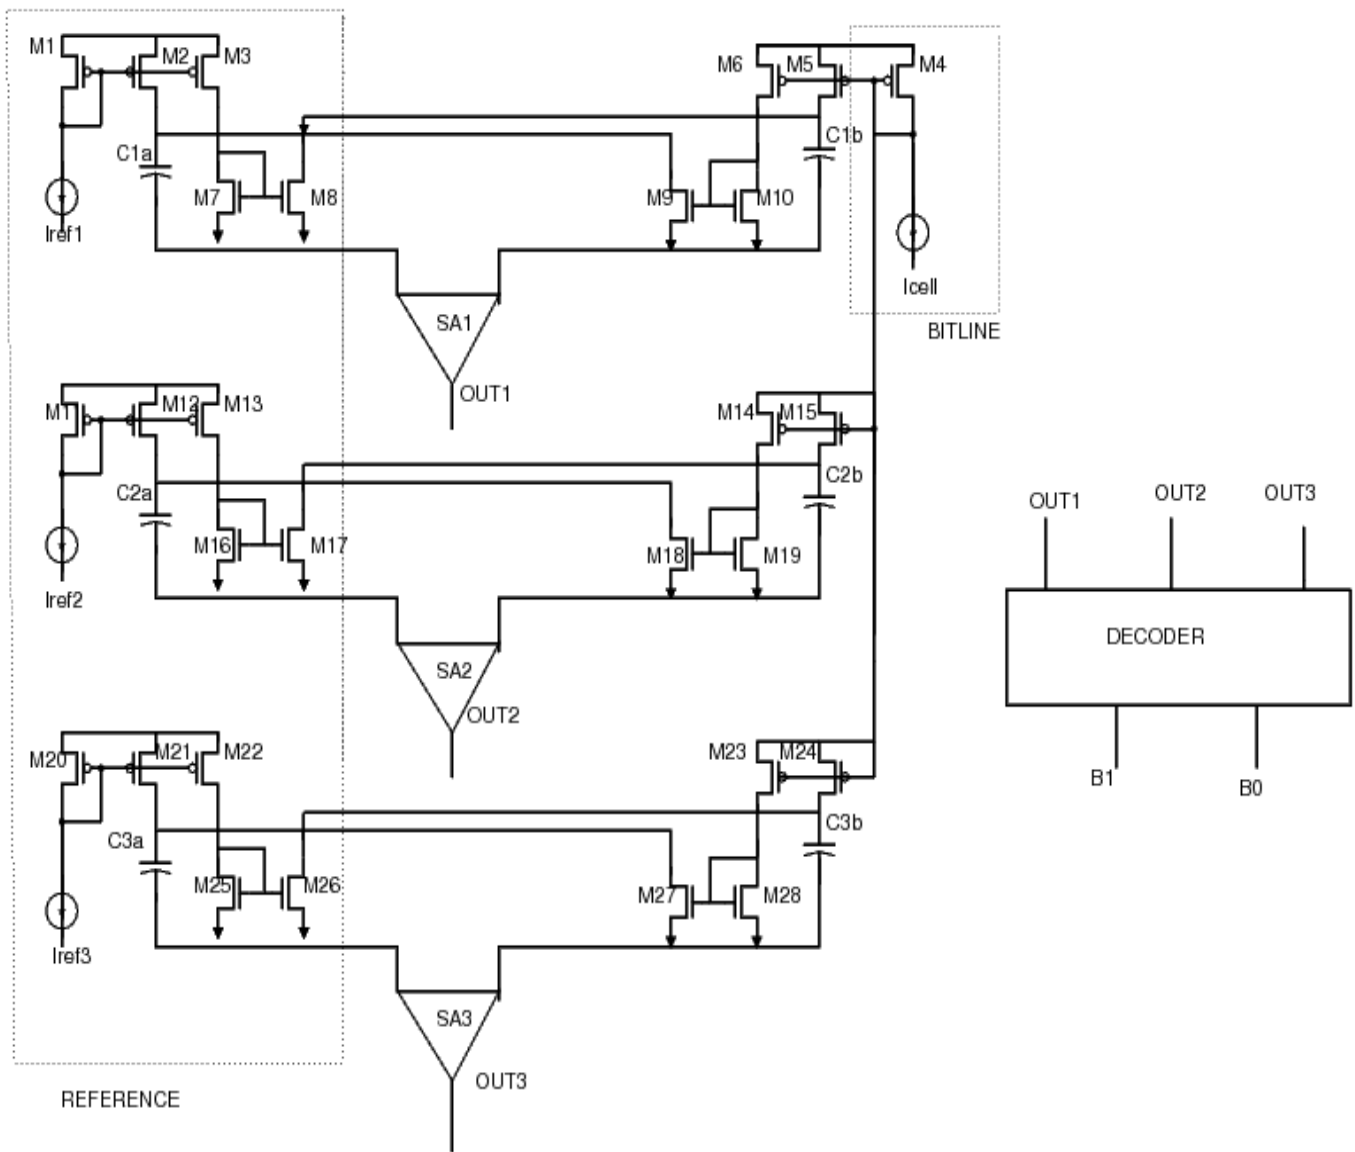 M1
M2
M3
C1a
M7
M8
Iref1
M6
M5
M4
C1b
M9
M10
Icell
BITLINE
SA1
OUT1
M1
M12
M13
C2a
M16
M17
Iref2
M14
M15
C2b
M18
M19
SA2
OUT2
M20
M21
M22
C3a
M25
M26
Iref3
M23
M24
C3b
M27
M28
SA3
OUT3
REFERENCE
OUT1
OUT2
OUT3
DECODER
B1
B0